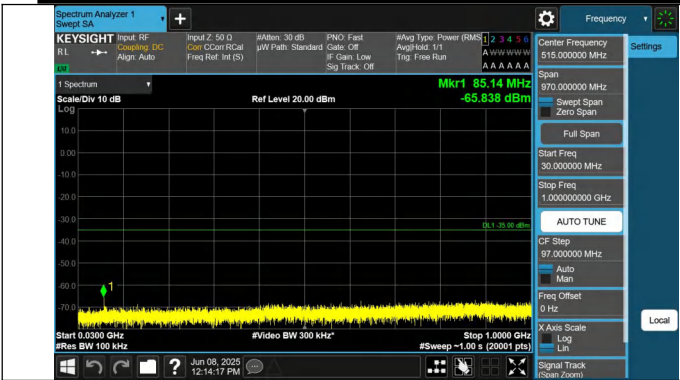 Spectrum Analyzer 1
Swept SA
+
Frequency
KEYSIGHT
RL
Input: RF
Coupling: DC
Align: Auto
Input Z: 50 Ω
Corr CCorr RCal
Freq Ref: Int (S)
#Atten: 30 dB
µW Path: Standard
PNO: Fast
Gate: Off
IF Gain: Low
Sig Track: Off
#Avg Type: Power (RMS
Avg|Hold: 1/1
Trig: Free Run
1 2 3 4 5 6
A W W W W W
A A A A A A
LXI
1 Spectrum
Scale/Div 10 dB
Ref Level 20.00 dBm
Mkr1 85.14 MHz
-65.838 dBm
Log
10.0
0.00
-10.0
-20.0
-30.0
-40.0
-50.0
-60.0
-70.0
DL1 -35.00 dBm
1
Start 0.0300 GHz
#Res BW 100 kHz
#Video BW 300 kHz*
Stop 1.0000 GHz
#Sweep ~1.00 s (20001 pts)
?
Jun 08, 2025
12:14:17 PM
Center Frequency
515.000000 MHz
Settings
Span
970.000000 MHz
Swept Span
Zero Span
Full Span
Start Freq
30.000000 MHz
Stop Freq
1.000000000 GHz
AUTO TUNE
CF Step
97.000000 MHz
Auto
Man
Freq Offset
0 Hz
X Axis Scale
Log
Lin
Local
Signal Track
(Span Zoom)